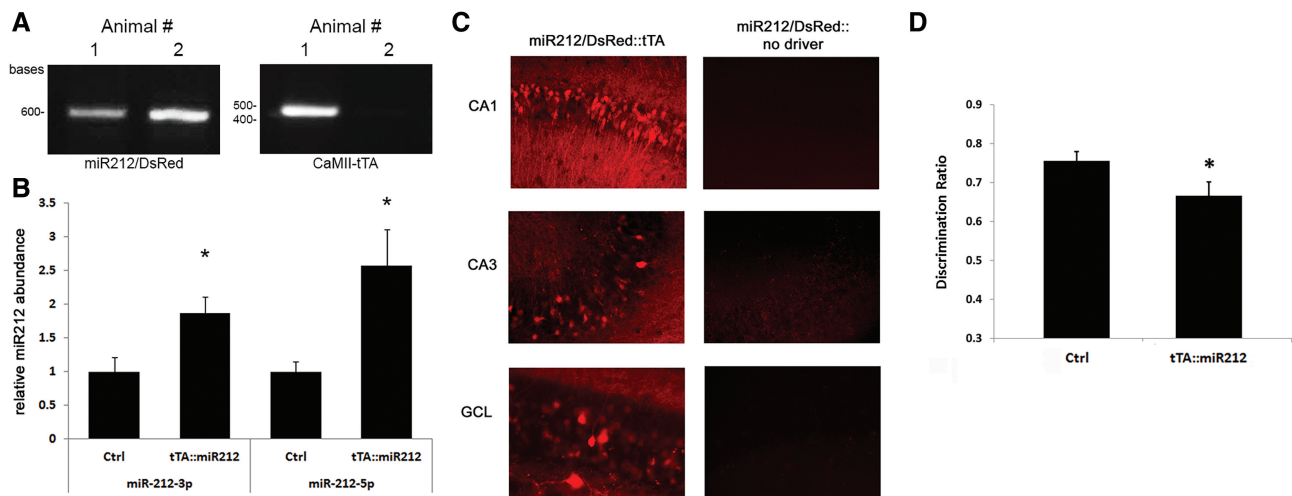 A
Animal #
1 2
bases
600-
miR212/DsRed
Animal #
1 2
500-
400-
CaMII-tTA
B
relative miR212 abundance
3.5
3
2.5
2
1.5
1
0.5
0
*
*
Ctrl
tTA::miR212
Ctrl
tTA::miR212
miR-212-3p
miR-212-5p
C
miR212/DsRed::tTA
miR212/DsRed::
no driver
CA1
CA3
GCL
D
Discrimination Ratio
0.9
0.8
0.7
0.6
0.5
0.4
0.3
*
Ctrl
tTA::miR212